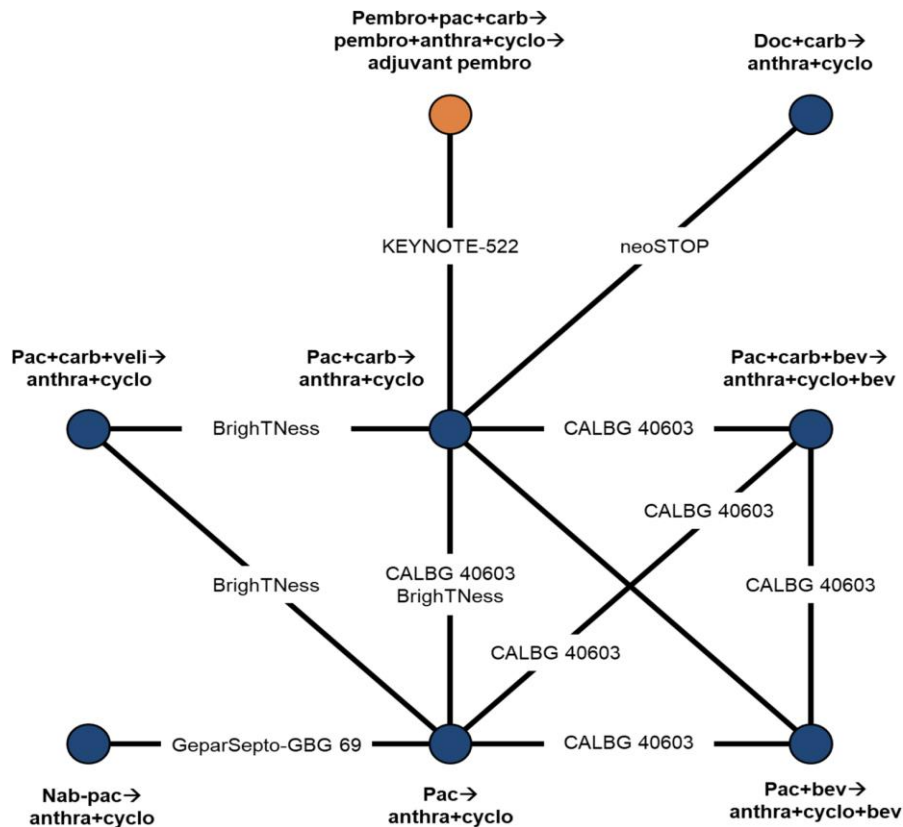 Pembro+pac+carb→
pembro+anthra+cyclo→
adjuvant pembro
Doc+carb→
anthra+cyclo
KEYNOTE-522
neoSTOP
Pac+carb+veli→
anthra+cyclo
Pac+carb→
anthra+cyclo
Pac+carb+bev→
anthra+cyclo+bev
BrighTNess
CALBG 40603
CALBG 40603
BrighTNess
CALBG 40603
BrighTNess
CALBG 40603
CALBG 40603
GeparSepto-GBG 69
CALBG 40603
Nab-pac→
anthra+cyclo
Pac→
anthra+cyclo
Pac+bev→
anthra+cyclo+bev